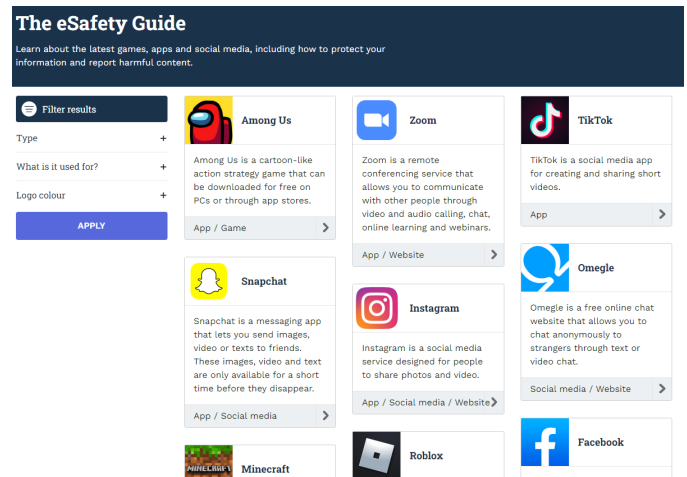 The eSafety Guide
Learn about the latest games, apps and social media, including how to protect your
information and report harmful content.
Filter results
Type +
What is it used for? +
Logo colour +
APPLY
Among Us
Among Us is a cartoon-like
action strategy game that can
be downloaded for free on
PCs or through app stores.
App / Game
Snapchat
Snapchat is a messaging app
that lets you send images,
video or texts to friends.
These images, video and text
are only available for a short
time before they disappear.
App / Social media
MINECRAFT
Minecraft
Zoom
Zoom is a remote
conferencing service that
allows you to communicate
with other people through
video and audio calling, chat,
online learning and webinars.
App / Website
Instagram
Instagram is a social media
service designed for people
to share photos and video.
App / Social media / Website
Roblox
TikTok
TikTok is a social media app
for creating and sharing short
videos.
App
Omegle
Omegle is a free online chat
website that allows you to
chat anonymously to
strangers through text or
video chat.
Social media / Website
Facebook